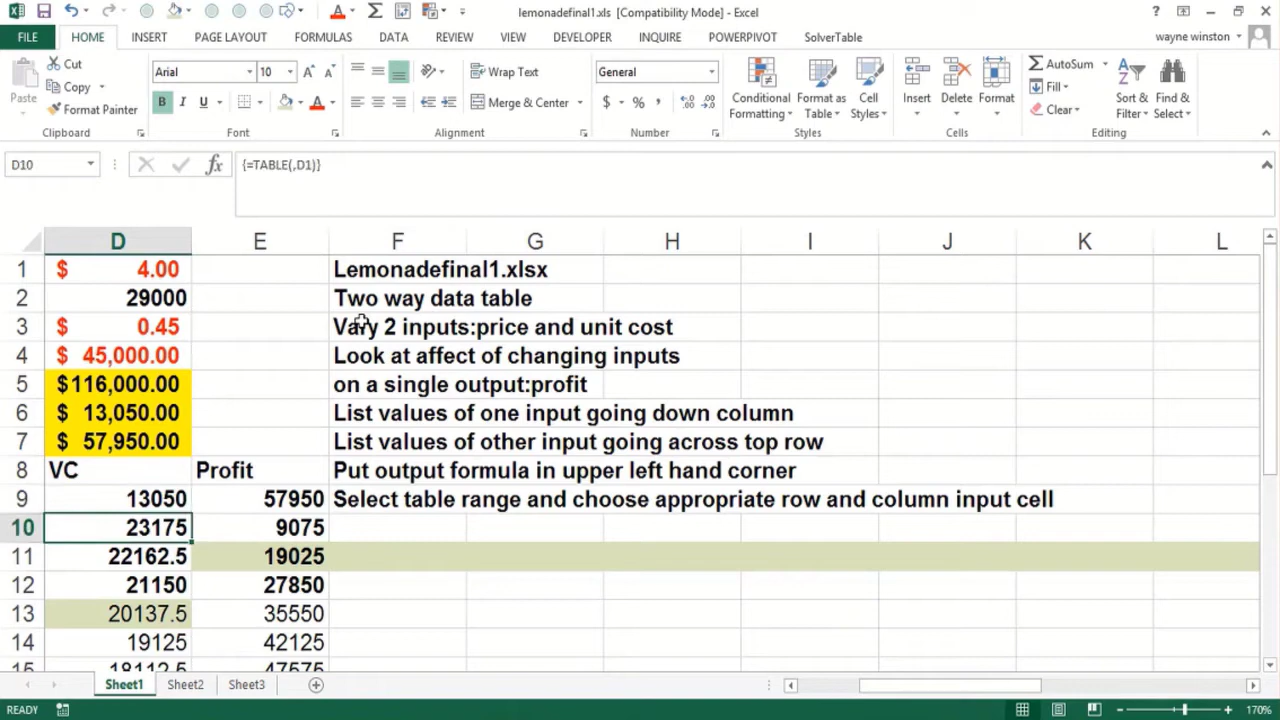 lemonadefinal1.xls [Compatibility Mode] - Excel
FILE HOME INSERT PAGE LAYOUT FORMULAS DATA REVIEW VIEW DEVELOPER INQUIRE POWERPIVOT SolverTable wayne winston
Cut
Copy
Format Painter
Paste
Clipboard
Arial 10
B I U
Font
Wrap Text
Merge & Center
Alignment
General
$ % ,
Number
Conditional Formatting
Format as Table
Cell Styles
Styles
Insert Delete Format
Cells
AutoSum
Fill
Clear
Sort & Filter
Find & Select
Editing
D10 fx {=TABLE(,D1)}
D E F G H I J K L
1 $ 4.00 Lemonadefinal1.xlsx
2 29000 Two way data table
3 $ 0.45 Vary 2 inputs:price and unit cost
4 $ 45,000.00 Look at affect of changing inputs
5 $116,000.00 on a single output:profit
6 $ 13,050.00 List values of one input going down column
7 $ 57,950.00 List values of other input going across top row
8 VC Profit Put output formula in upper left hand corner
9 13050 57950 Select table range and choose appropriate row and column input cell
10 23175 9075
11 22162.5 19025
12 21150 27850
13 20137.5 35550
14 19125 42125
15 18112.5 47575
Sheet1 Sheet2 Sheet3
READY 170%